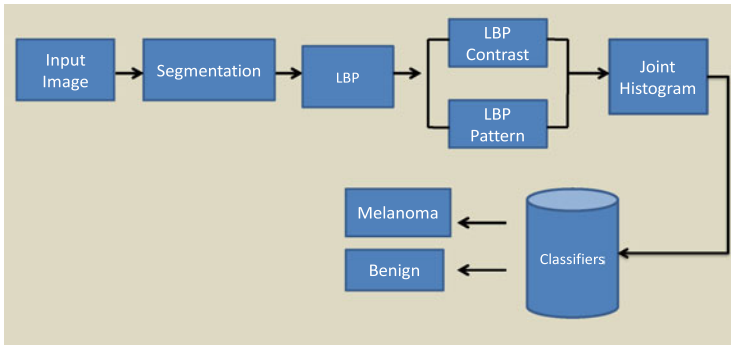 Input
Image
Segmentation
LBP
LBP
Contrast
LBP
Pattern
Joint
Histogram
Melanoma
Benign
Classifiers